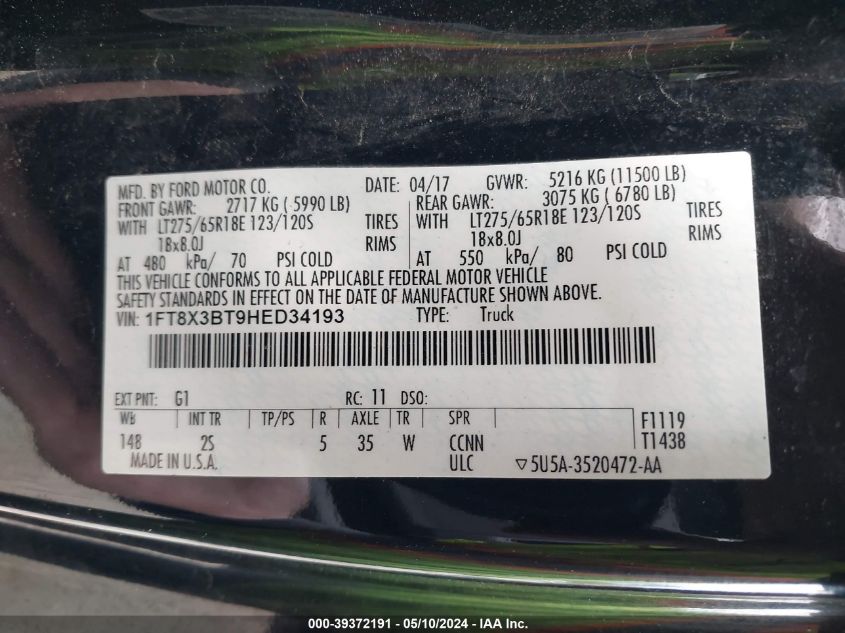 MFD. BY FORD MOTOR CO. DATE: 04/17 GVWR: 5216 KG (11500 LB)
FRONT GAWR: 2717 KG ( 5990 LB) REAR GAWR: 3075 KG ( 6780 LB)
WITH LT275/65R18E 123/120S TIRES WITH LT275/65R18E 123/120S TIRES
18x8.0J RIMS 18x8.0J RIMS
AT 480 kPa/ 70 PSI COLD AT 550 kPa/ 80 PSI COLD
THIS VEHICLE CONFORMS TO ALL APPLICABLE FEDERAL MOTOR VEHICLE
SAFETY STANDARDS IN EFFECT ON THE DATE OF MANUFACTURE SHOWN ABOVE.
VIN: 1FT8X3BT9HED34193 TYPE: Truck
EXT PNT: G1 RC: 11 DSO:
WB INT TR TP/PS R AXLE TR SPR F1119
148 2S 5 35 W CCNN T1438
MADE IN U.S.A. ULC ▽5U5A-3520472-AA
000-39372191 - 05/10/2024 - IAA Inc.